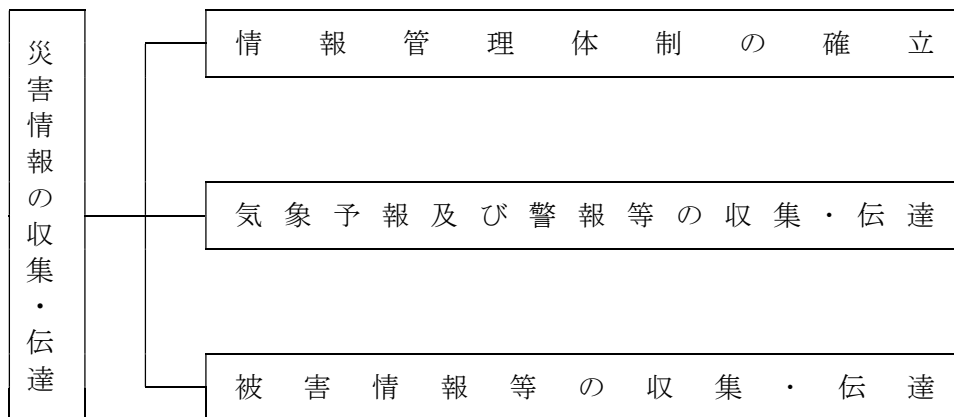 災害情報の収集・伝達
情報管理体制の確立
気象予報及び警報等の収集・伝達
被害情報等の収集・伝達